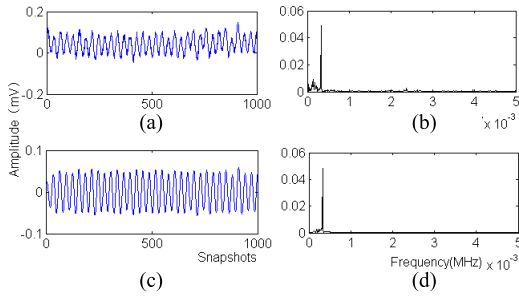 0.2
0
-0.2
0 500 1000
(a)
0.06
0.04
0.02
0
0 1 2 3 4 5
x 10⁻³
(b)
Amplitude (mV)
0.1
0
-0.1
0 500 1000
Snapshots
(c)
0.06
0.04
0.02
0
0 1 2 3 4 5
Frequency(MHz) x 10⁻³
(d)